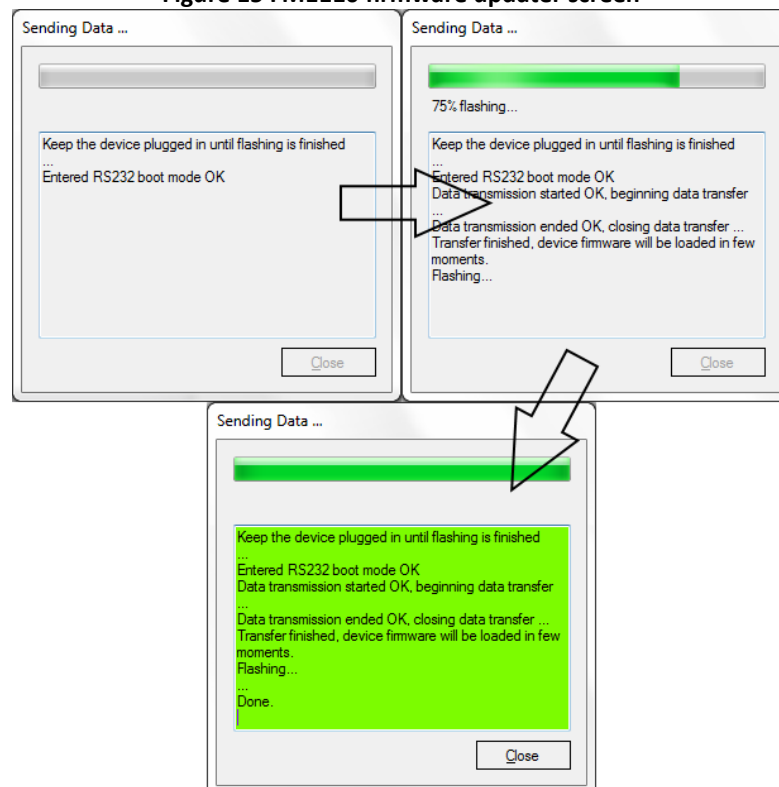 Figure firmware updater screen
Sending Data ...
Keep the device plugged in until flashing is finished
...
Entered RS232 boot mode OK
Close
Sending Data ...
75% flashing...
Keep the device plugged in until flashing is finished
...
Entered RS232 boot mode OK
Data transmission started OK, beginning data transfer
...
Data transmission ended OK, closing data transfer ...
Transfer finished, device firmware will be loaded in few
moments.
Flashing...
Close
Sending Data ...
Keep the device plugged in until flashing is finished
...
Entered RS232 boot mode OK
Data transmission started OK, beginning data transfer
...
Data transmission ended OK, closing data transfer ...
Transfer finished, device firmware will be loaded in few
moments.
Flashing...
...
Done.
Close